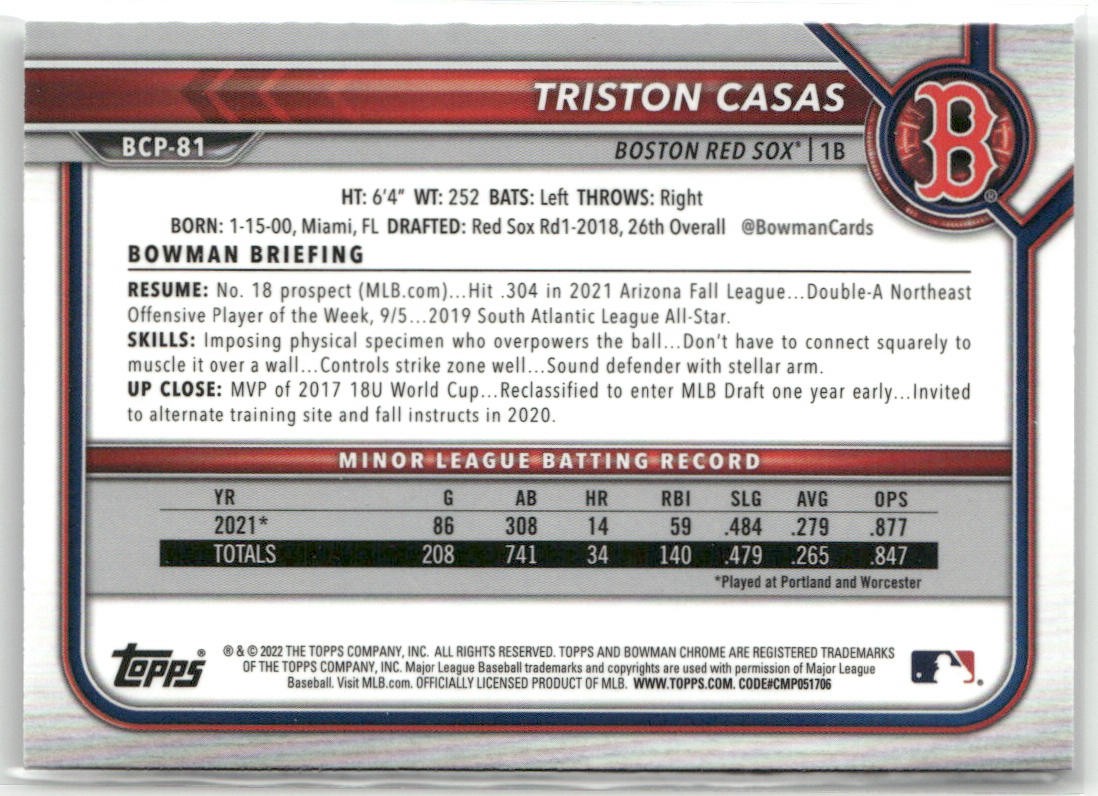 TRISTON CASAS
BCP-81
BOSTON RED SOX® | 1B
B
®
HT: 6'4" WT: 252 BATS: Left THROWS: Right
BORN: 1-15-00, Miami, FL DRAFTED: Red Sox Rd1-2018, 26th Overall @BowmanCards
BOWMAN BRIEFING
RESUME: No. 18 prospect (MLB.com)...Hit .304 in 2021 Arizona Fall League...Double-A Northeast
Offensive Player of the Week, 9/5...2019 South Atlantic League All-Star.
SKILLS: Imposing physical specimen who overpowers the ball...Don't have to connect squarely to
muscle it over a wall...Controls strike zone well...Sound defender with stellar arm.
UP CLOSE: MVP of 2017 18U World Cup...Reclassified to enter MLB Draft one year early...Invited
to alternate training site and fall instructs in 2020.
MINOR LEAGUE BATTING RECORD
YR G AB HR RBI SLG AVG OPS
2021* 86 308 14 59 .484 .279 .877
TOTALS 208 741 34 140 .479 .265 .847
*Played at Portland and Worcester
TOPPS®
® & © 2022 THE TOPPS COMPANY, INC. ALL RIGHTS RESERVED. TOPPS AND BOWMAN CHROME ARE REGISTERED TRADEMARKS
OF THE TOPPS COMPANY, INC. Major League Baseball trademarks and copyrights are used with permission of Major League
Baseball. Visit MLB.com. OFFICIALLY LICENSED PRODUCT OF MLB. WWW.TOPPS.COM. CODE#CMP051706